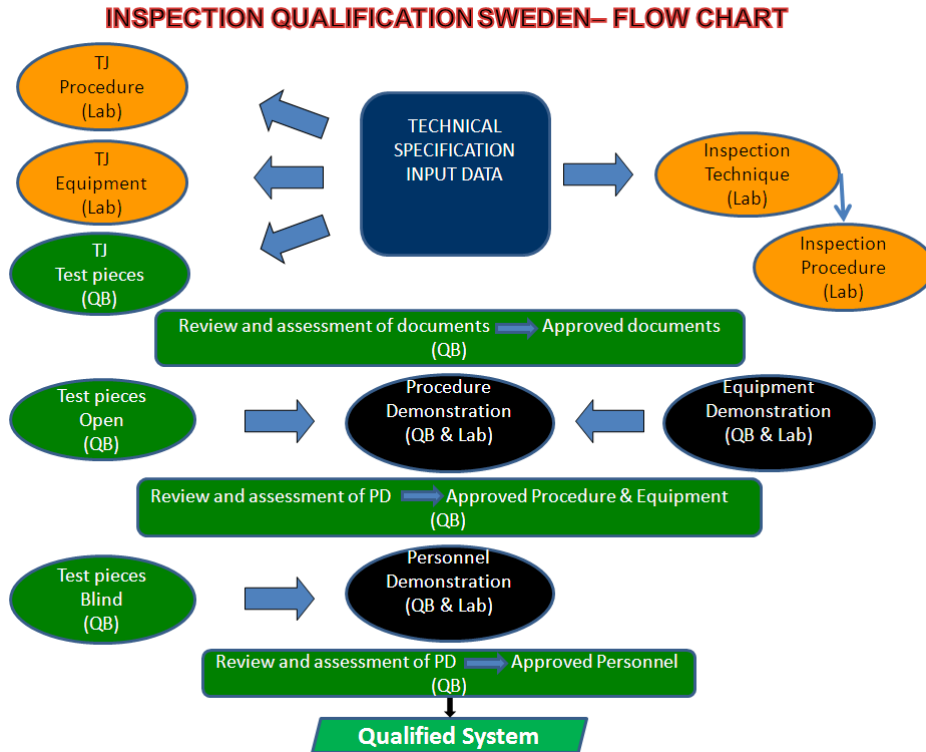 INSPECTION QUALIFICATION SWEDEN– FLOW CHART
TJ
Procedure
(Lab)
TECHNICAL
SPECIFICATION
INPUT DATA
Inspection
Technique
(Lab)
TJ
Equipment
(Lab)
Inspection
Procedure
(Lab)
TJ
Test pieces
(QB)
Review and assessment of documents Approved documents
(QB)
Test pieces
Open
(QB)
Procedure
Demonstration
(QB & Lab)
Equipment
Demonstration
(QB & Lab)
Review and assessment of PD Approved Procedure & Equipment
(QB)
Test pieces
Blind
(QB)
Personnel
Demonstration
(QB & Lab)
Review and assessment of PD Approved Personnel
(QB)
Qualified System